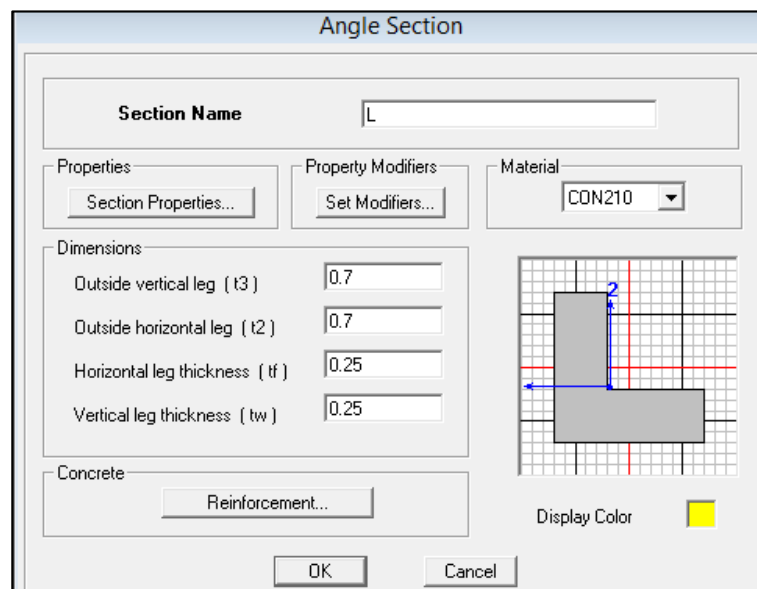 Angle Section
Section Name L
Properties Property Modifiers Material
Section Properties... Set Modifiers... CON210
Dimensions
Outside vertical leg ( t3 ) 0.7
Outside horizontal leg ( t2 ) 0.7
Horizontal leg thickness ( tf ) 0.25
Vertical leg thickness ( tw ) 0.25
2
Concrete
Reinforcement...
Display Color
OK Cancel